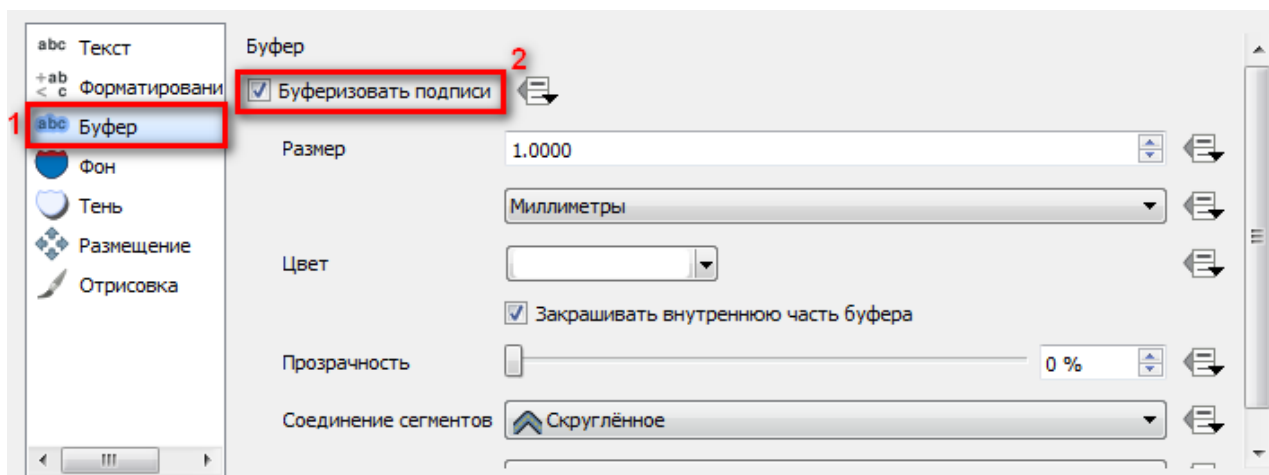 abc Текст
+ab
< c Форматировани
1 abc Буфер
Фон
Тень
Размещение
Отрисовка
Буфер
2
Буферизовать подписи
Размер 1.0000
Миллиметры
Цвет
Закрашивать внутреннюю часть буфера
Прозрачность 0 %
Соединение сегментов Скруглённое